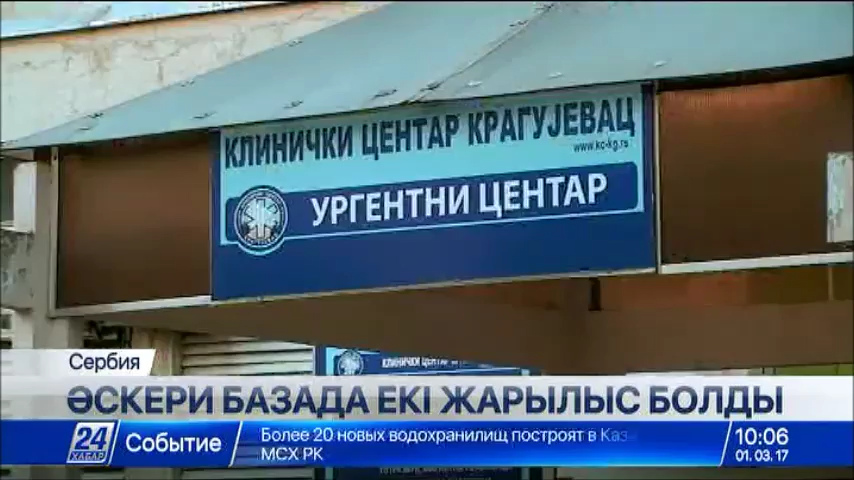 КЛИНИЧКИ ЦЕНТАР КРАГУЈЕВАЦ
www.kc-kg.rs
УРГЕНТНИ ЦЕНТАР
Сербия
ӘСКЕРИ БАЗАДА ЕКІ ЖАРЫЛЫС БОЛДЫ
24
ХАБАР
Событие
Более 20 новых водохранилищ построят в Каз
МСХ РК
10:06
01.03.17